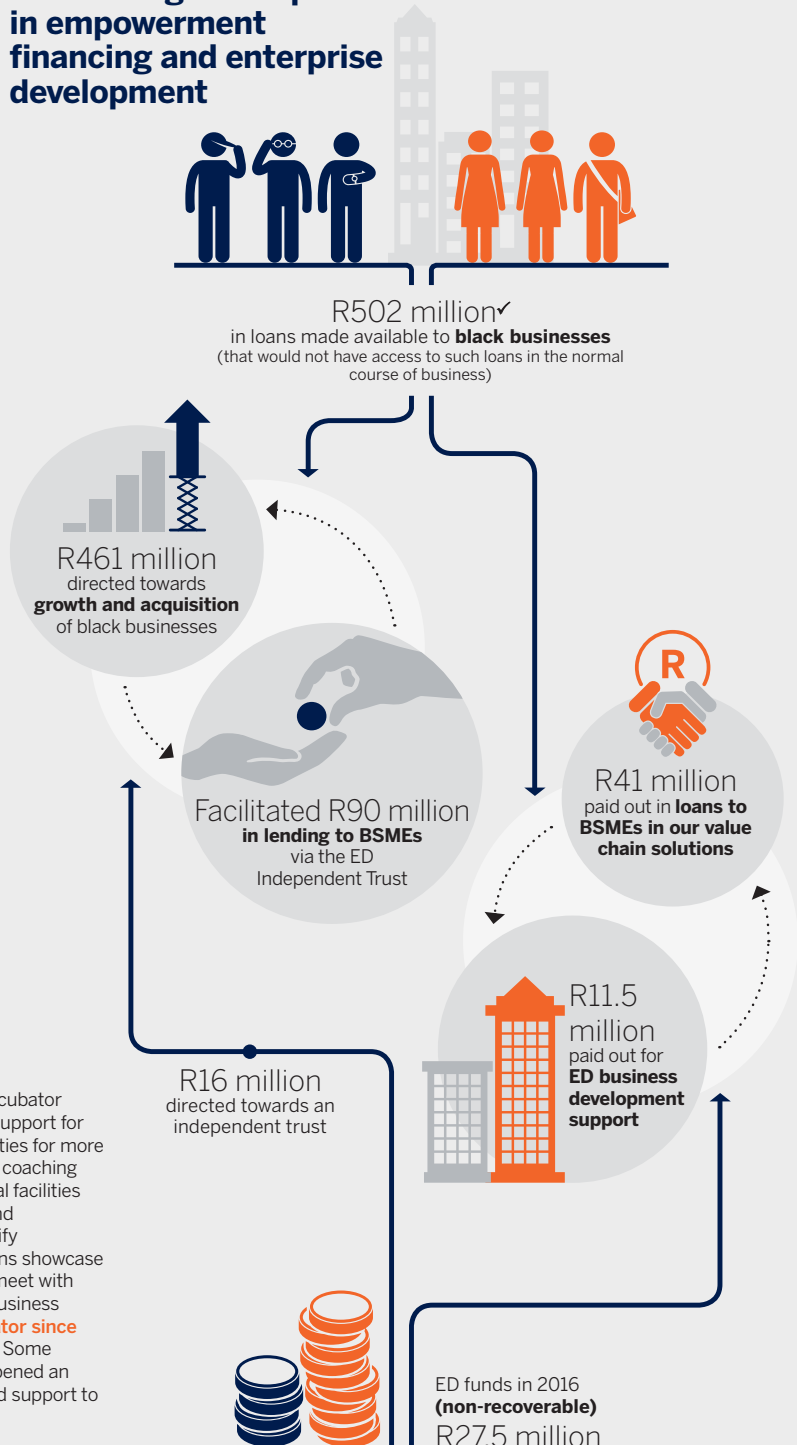 in empowerment
financing and enterprise
development
R502 million✓
in loans made available to black businesses
(that would not have access to such loans in the normal
course of business)
R461 million
directed towards
growth and acquisition
of black businesses
Facilitated R90 million
in lending to BSMEs
via the ED
Independent Trust
R
R41 million
paid out in loans to
BSMEs in our value
chain solutions
R11.5
million
paid out for
ED business
development
support
R16 million
directed towards an
independent trust
cubator
upport for
ties for more
coaching
al facilities
nd
ify
ns showcase
meet with
usiness
tor since
Some
pened an
d support to
ED funds in 2016
(non-recoverable)
R27.5 million